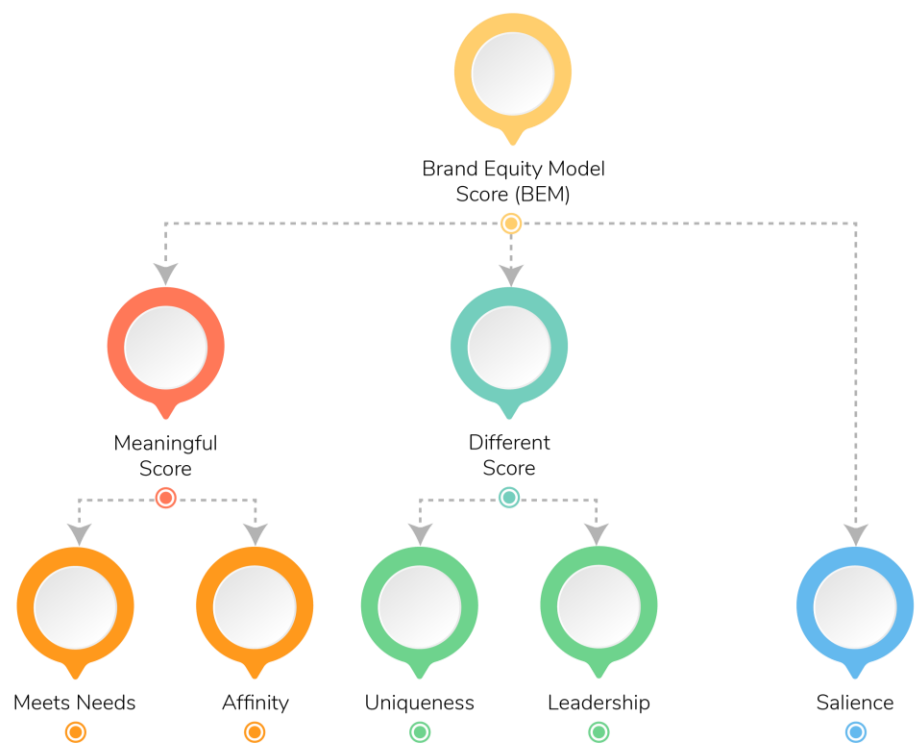 Brand Equity Model
Score (BEM)
Meaningful
Score
Different
Score
Meets Needs
Affinity
Uniqueness
Leadership
Salience